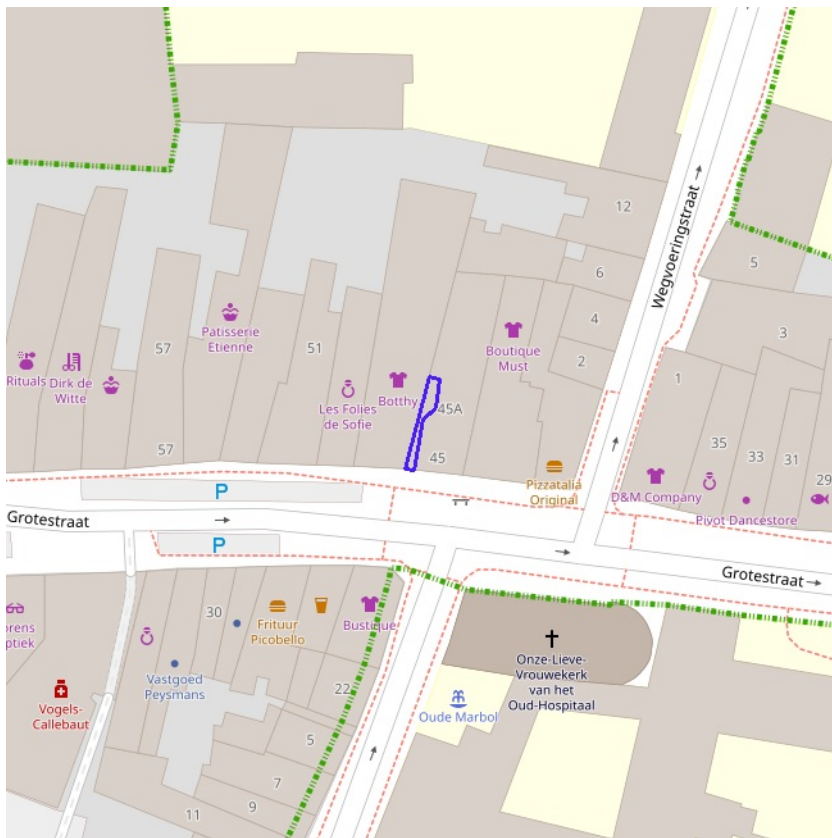 12
5
Wegvoeringstraat
6
4
3
Patisserie
Etienne
57
51
Boutique
Must
2
Rituals
Dirk de
Witte
Les Folies
de Sofie
Botthy
45A
1
57
45
35
33
31
29
Pizzatalia
Original
D&M Company
Pivot Dancestore
P
Grotestraat
P
Grotestraat
30
Frituur
Picobello
Bustique
orens
ptiek
Vastgoed
Peysmans
22
Onze-Lieve-
Vrouwekerk
van het
Oud-Hospitaal
Vogels-
Callebaut
Oude Marbol
5
7
9
11